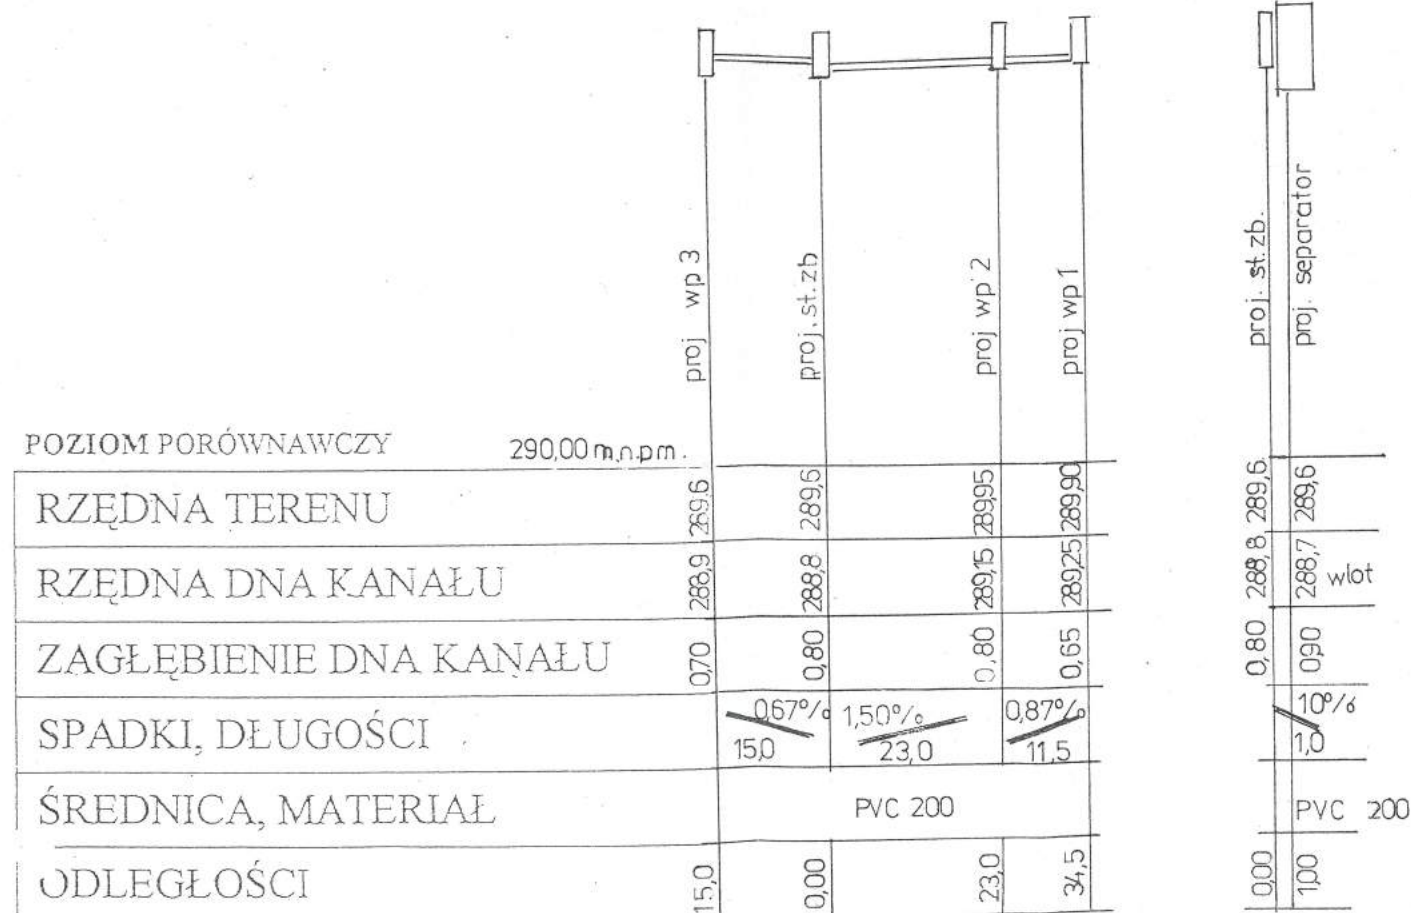 proj wp 3
proj. st. zb
proj wp 2
proj wp 1
proj. st. zb.
proj. separator
POZIOM PORÓWNAWCZY 290,00 m.n.p.m.
RZĘDNA TERENU 289,6 289,6 289,95 289,90 289,6 289,6
RZĘDNA DNA KANAŁU 288,9 288,8 289,15 289,25 288,8 288,7 wlot
ZAGŁĘBIENIE DNA KANAŁU 0,70 0,80 0,80 0,65 0,80 0,90
SPADKI, DŁUGOŚCI 0,67% 1,50% 0,87% 10%
15,0 23,0 11,5 1,0
ŚREDNICA, MATERIAŁ PVC 200 PVC 200
ODLEGŁOŚCI 15,0 0,00 23,0 34,5 0,00 1,00